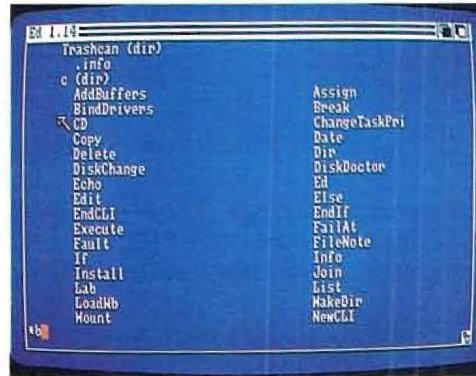 Ed 1.14
Trashcan (dir)
.info
c (dir)
AddBuffers Assign
BindDrivers Break
CD ChangeTaskPri
Copy Date
Delete Dir
DiskChange DiskDoctor
Echo Ed
Edit Else
EndCLI EndIf
Execute FailAt
Fault FileNote
If Info
Install Join
Lab List
LoadWb MakeDir
Mount NewCLI
*b